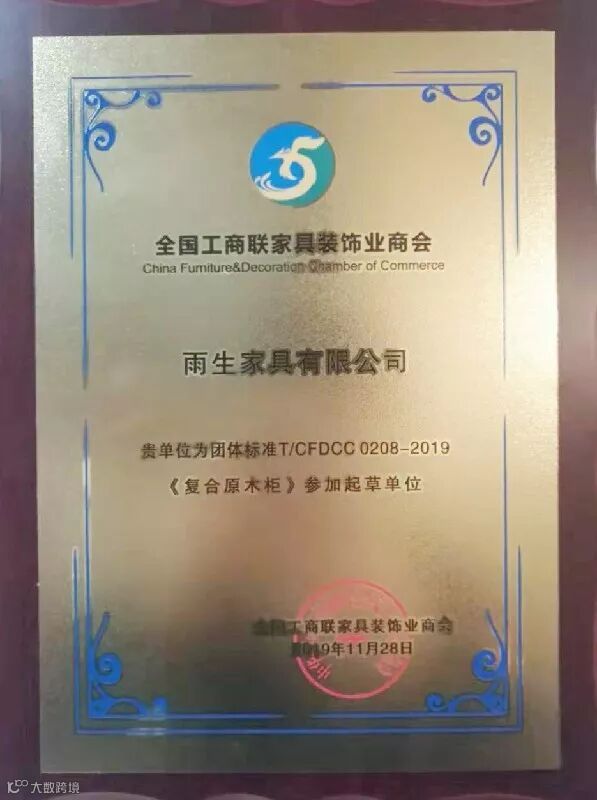 全国工商联家具装饰业商会
China Furniture&Decoration Chamber of Commerce
雨生家具有限公司
贵单位为团体标准T/CFDCC 0208-2019
《复合原木柜》参加起草单位
全国工商联家具装饰业商会
2019年11月28日
大数跨境